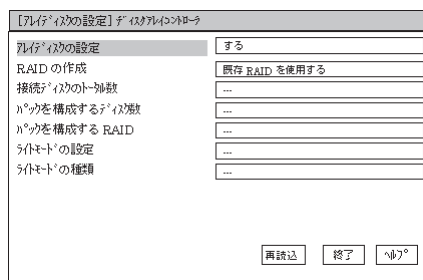 [ｱﾚｲﾃﾞｨｽｸの設定] ﾃﾞｨｽｸｱﾚｲｺﾝﾄﾛｰﾗ
ｱﾚｲﾃﾞｨｽｸの設定 する
RAID の作成 既存 RAID を使用する
接続ﾃﾞｨｽｸのﾄｰﾀﾙ数 ...
ﾊﾟｯｸを構成するﾃﾞｨｽｸ数 ...
ﾊﾟｯｸを構成する RAID ...
ﾗｲﾄﾓｰﾄﾞの設定 ...
ﾗｲﾄﾓｰﾄﾞの種類 ...
再読込 終了 ﾍﾙﾌﾟ